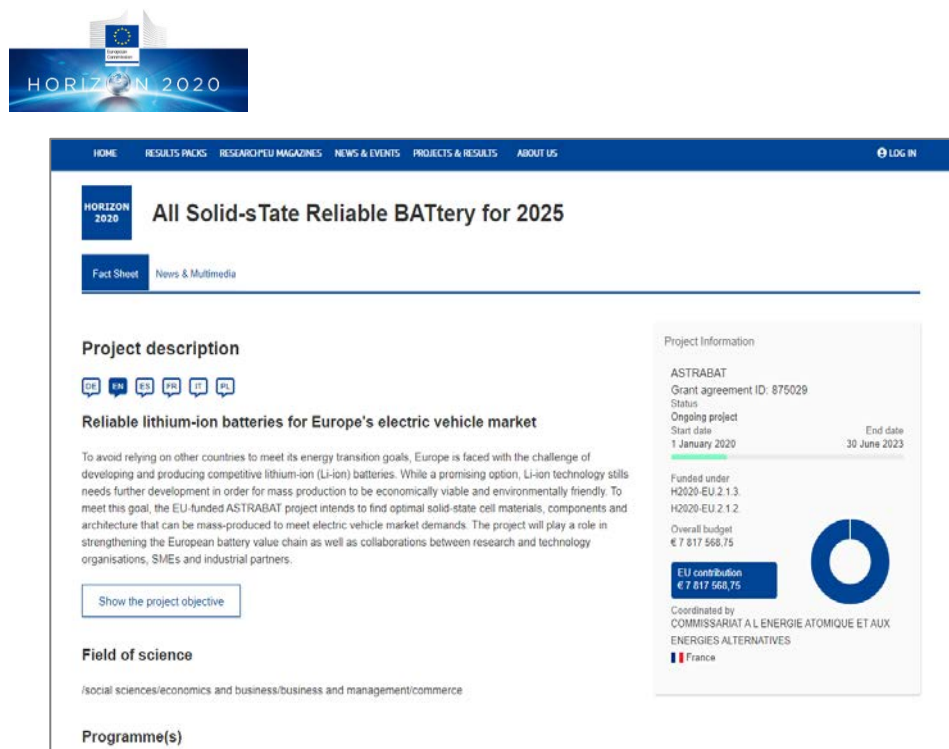 European
Commission
HORIZON 2020
HOME RESULTS PACKS RESEARCH*EU MAGAZINES NEWS & EVENTS PROJECTS & RESULTS ABOUT US LOG IN
HORIZON
2020
All Solid-sTate Reliable BATtery for 2025
Fact Sheet News & Multimedia
Project description
DE EN ES FR IT PL
Reliable lithium-ion batteries for Europe's electric vehicle market
To avoid relying on other countries to meet its energy transition goals, Europe is faced with the challenge of
developing and producing competitive lithium-ion (Li-ion) batteries. While a promising option, Li-ion technology stills
needs further development in order for mass production to be economically viable and environmentally friendly. To
meet this goal, the EU-funded ASTRABAT project intends to find optimal solid-state cell materials, components and
architecture that can be mass-produced to meet electric vehicle market demands. The project will play a role in
strengthening the European battery value chain as well as collaborations between research and technology
organisations, SMEs and industrial partners.
Show the project objective
Field of science
/social sciences/economics and business/business and management/commerce
Programme(s)
Project Information
ASTRABAT
Grant agreement ID: 875029
Status
Ongoing project
Start date End date
1 January 2020 30 June 2023
Funded under
H2020-EU.2.1.3.
H2020-EU.2.1.2.
Overall budget
€ 7 817 568,75
EU contribution
€ 7 817 568,75
Coordinated by
COMMISSARIAT A L ENERGIE ATOMIQUE ET AUX
ENERGIES ALTERNATIVES
France